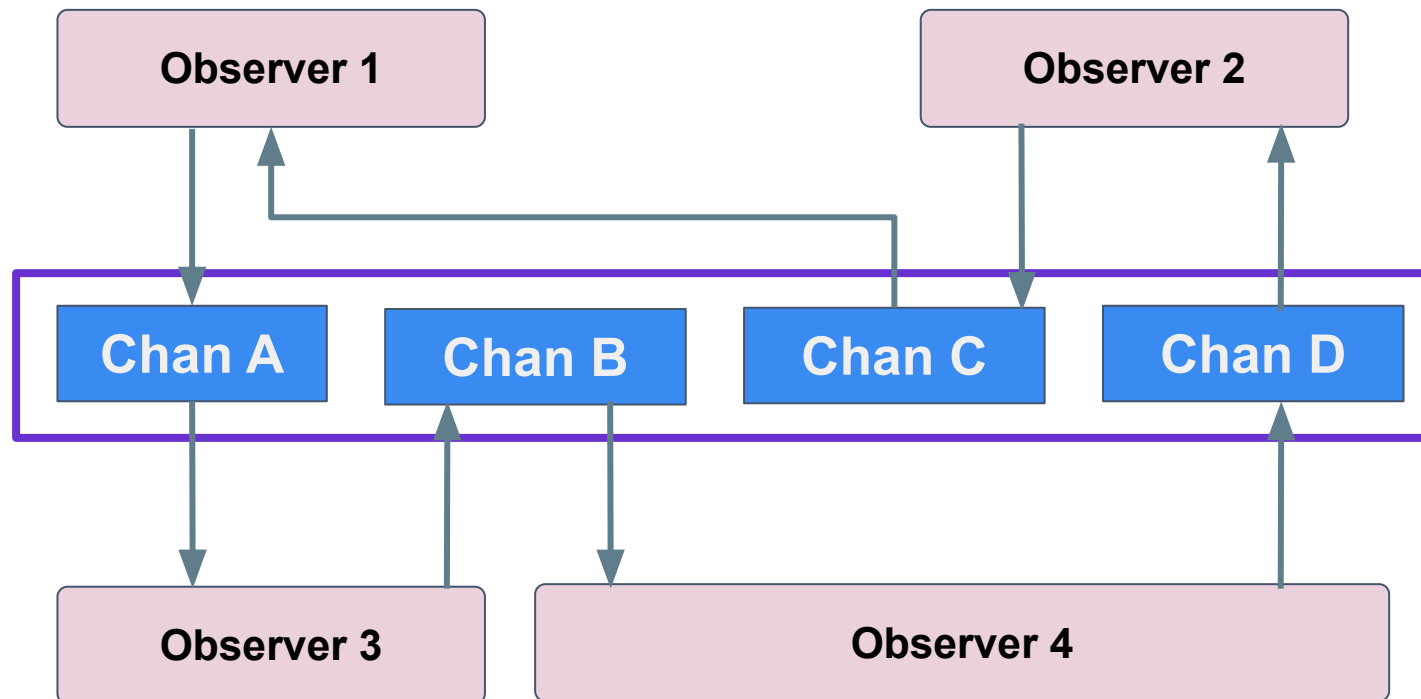 Observer 1
Observer 2
Chan A
Chan B
Chan C
Chan D
Observer 3
Observer 4